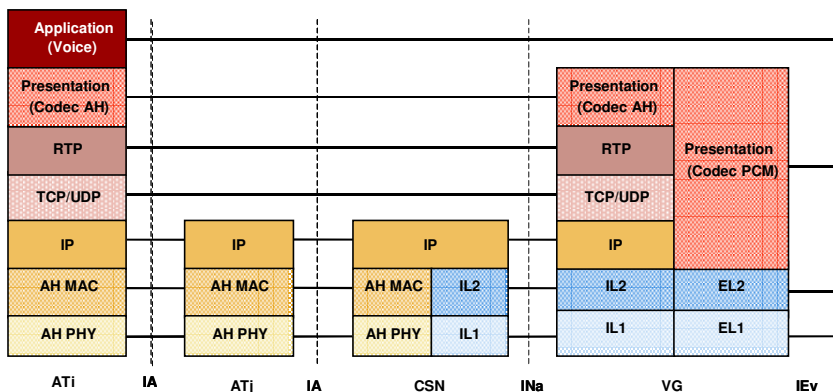 Application
(Voice)
Presentation
(Codec AH)
RTP
TCP/UDP
IP
AH MAC
AH PHY
IP
AH MAC
AH PHY
IP
AH MAC
IL2
AH PHY
IL1
Presentation
(Codec AH)
RTP
TCP/UDP
IP
Presentation
(Codec PCM)
IL2
EL2
IL1
EL1
ATi
IA
ATj
IA
CSN
INa
VG
IEv